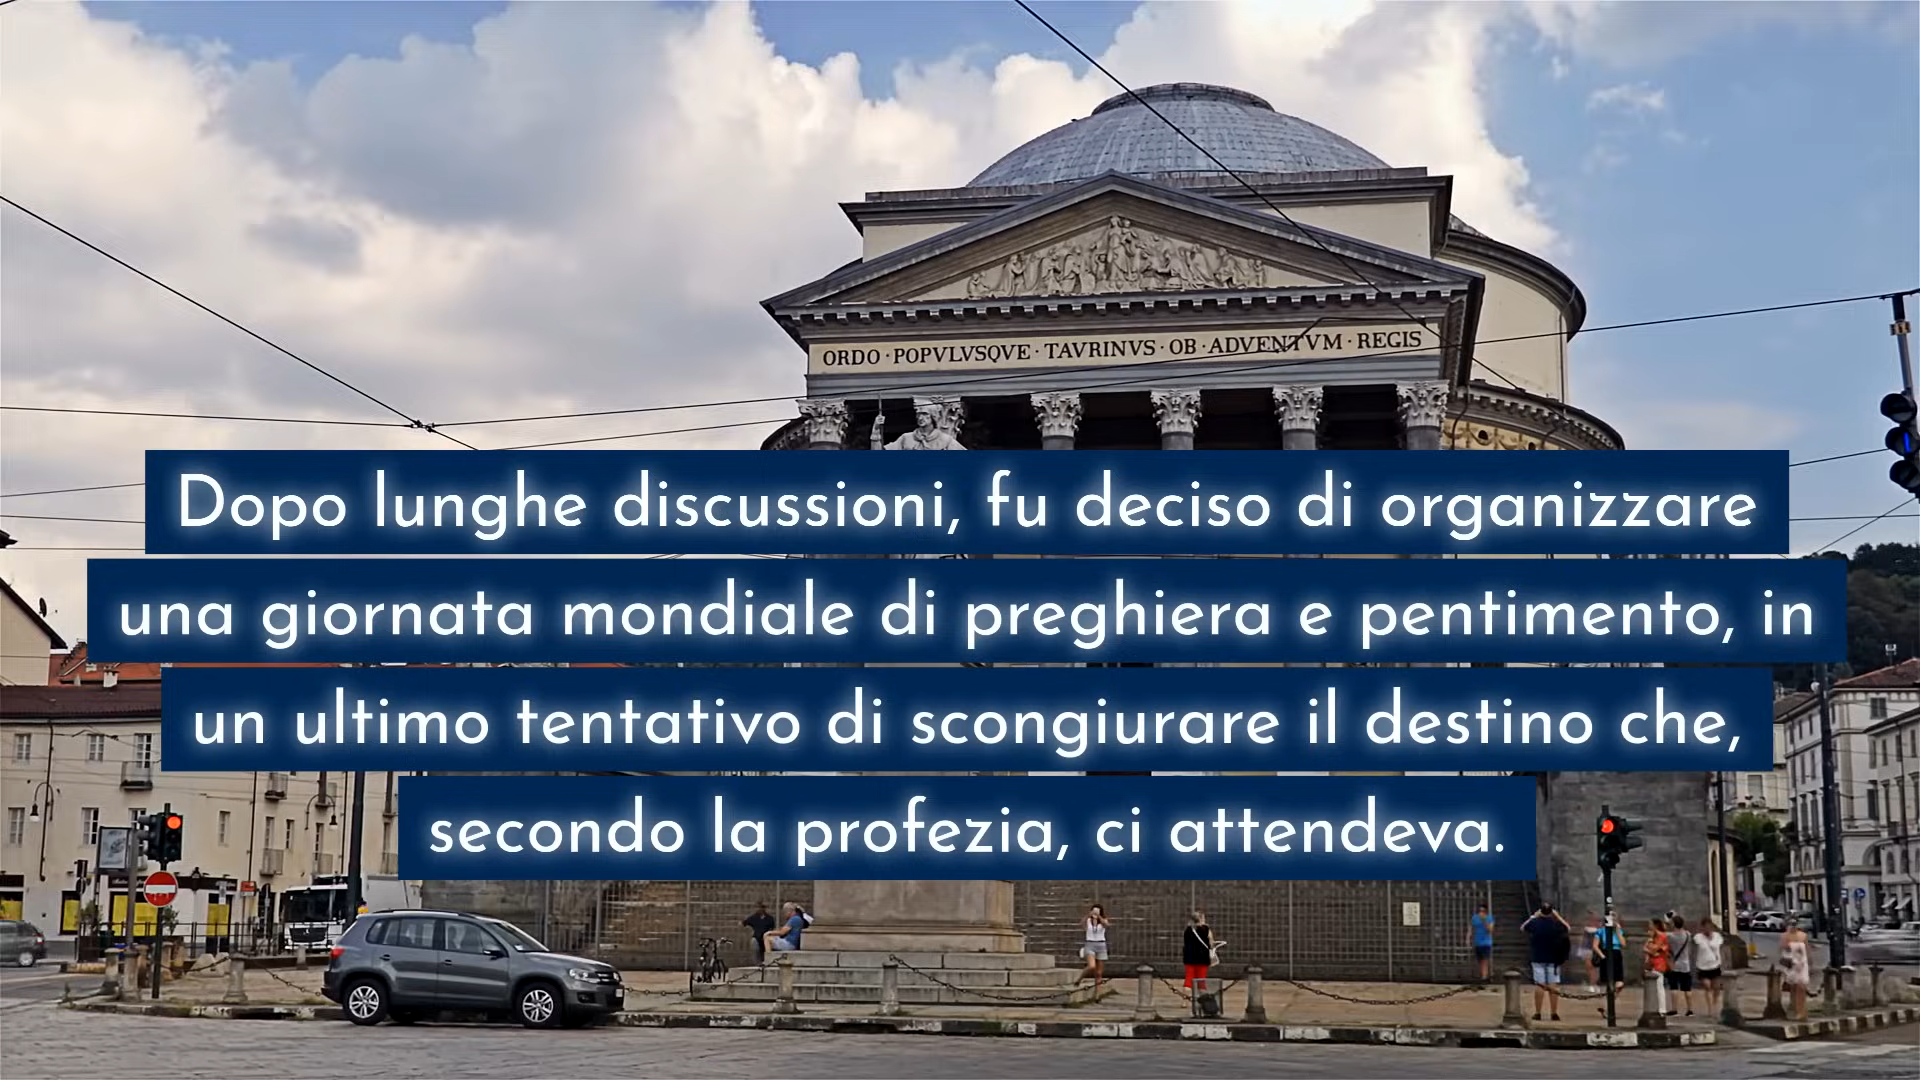 ORDO · POPVLVSQVE · TAVRINVS · OB · ADVENTVM · REGIS
Dopo lunghe discussioni, fu deciso di organizzare
una giornata mondiale di preghiera e pentimento, in
un ultimo tentativo di scongiurare il destino che,
secondo la profezia, ci attendeva.